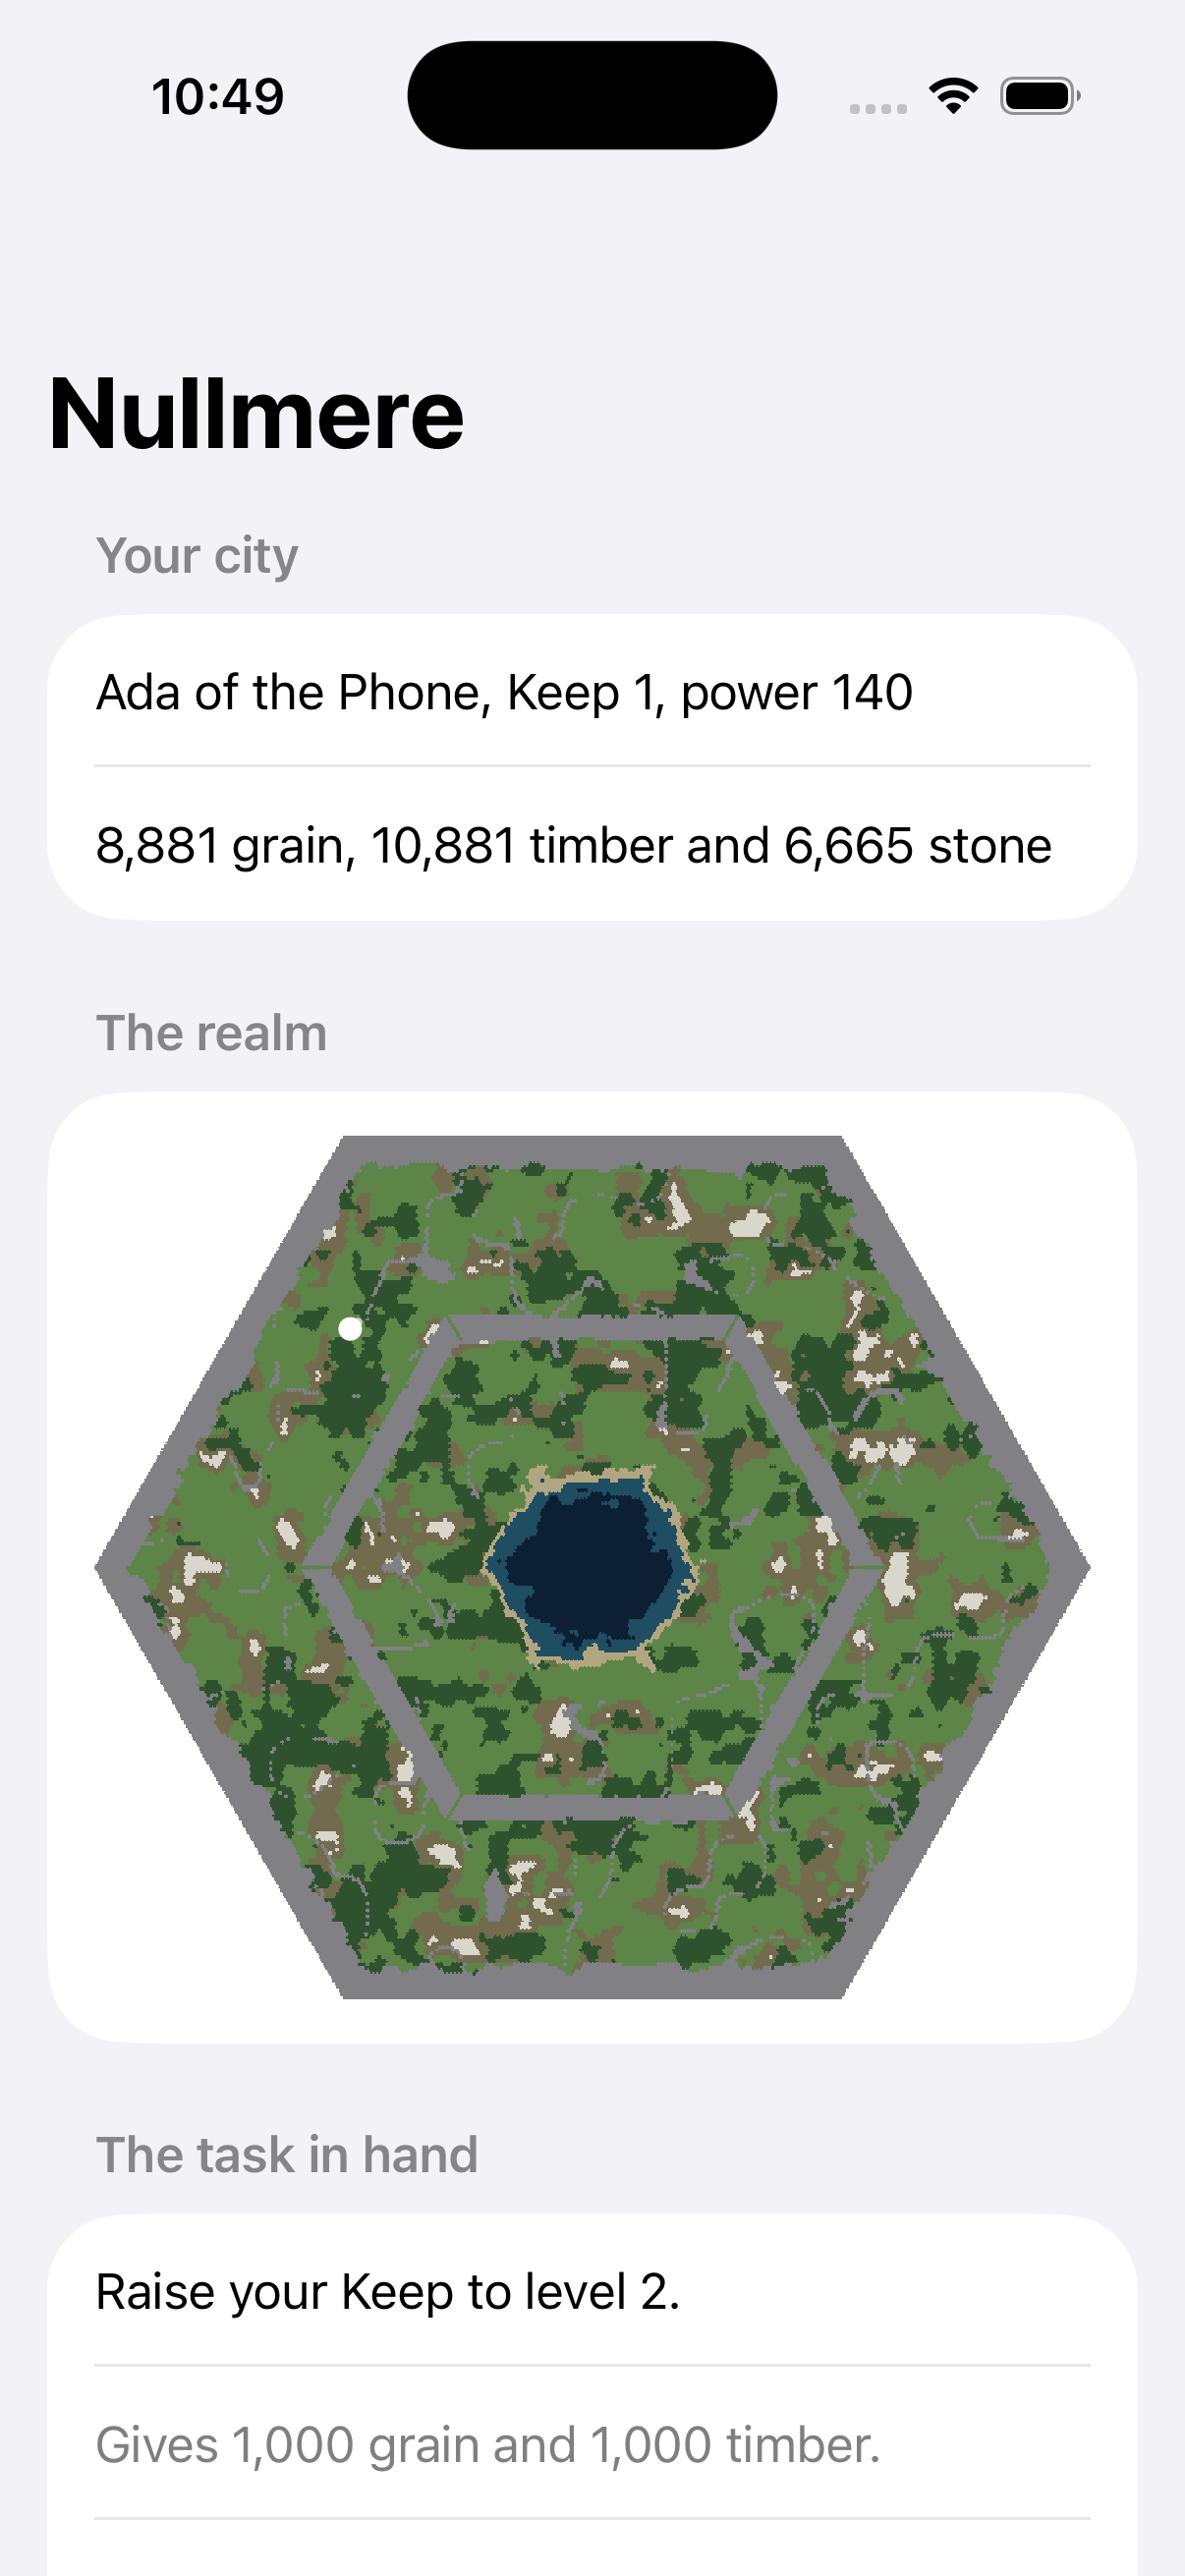 10:49
Nullmere
Your city
Ada of the Phone, Keep 1, power 140
8,881 grain, 10,881 timber and 6,665 stone
The realm
The task in hand
Raise your Keep to level 2.
Gives 1,000 grain and 1,000 timber.